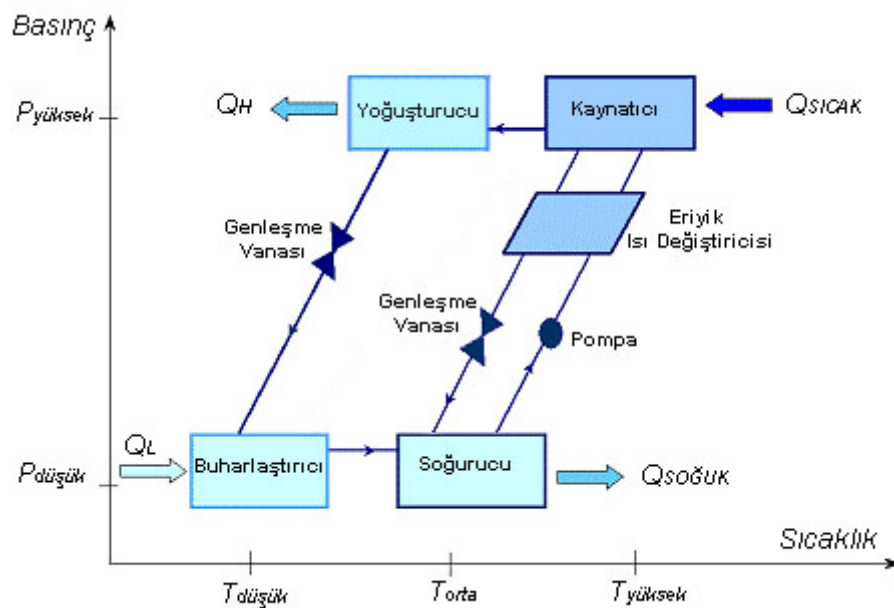 Basınç
Pyüksek
QH
Yoğuşturucu
Kaynatıcı
QSICAK
Genleşme
Vanası
Eriyik
Isı Değiştiricisi
Genleşme
Vanası
Pompa
QL
Buharlaştırıcı
Soğurucu
QSOĞUK
Pdüşük
Sıcaklık
Tdüşük
Torta
Tyüksek